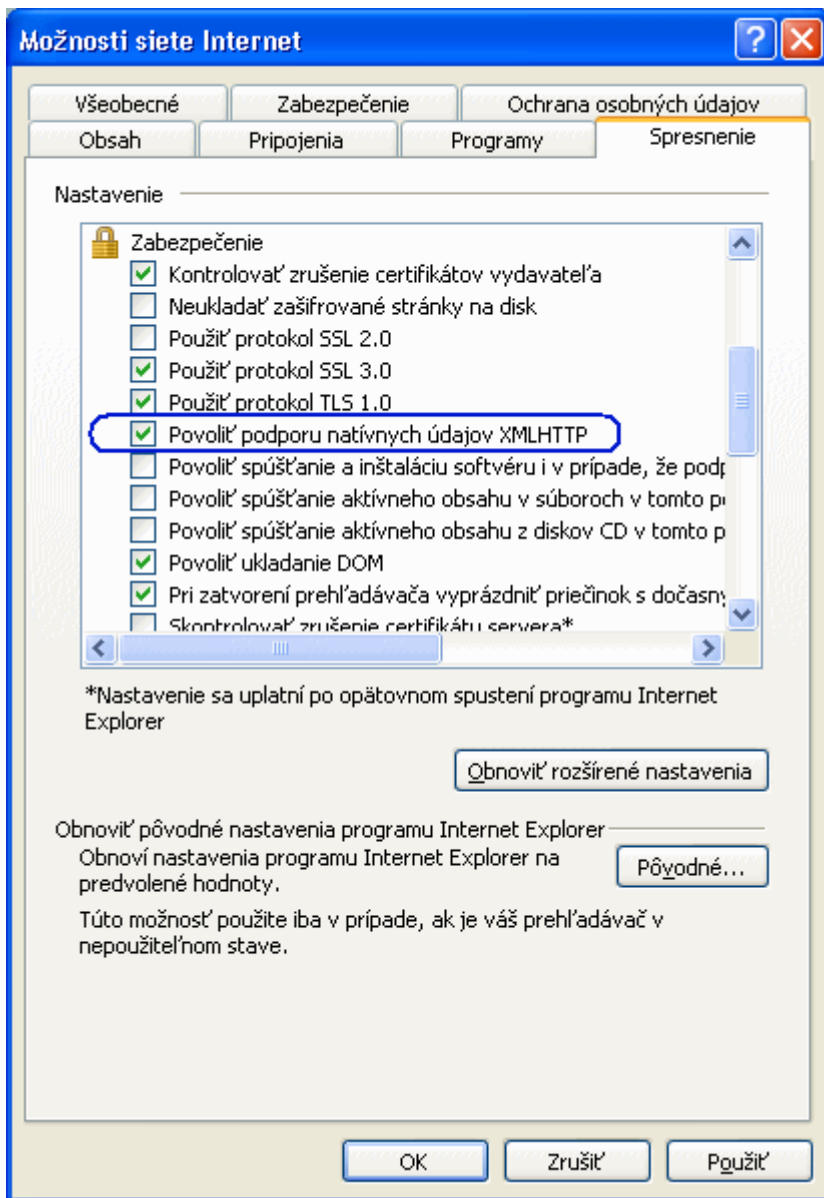 Možnosti siete Internet
Všeobecné Zabezpečenie Ochrana osobných údajov
Obsah Pripojenia Programy Spresnenie
Nastavenie
Zabezpečenie
Kontrolovať zrušenie certifikátov vydavateľa
Neukladať zašifrované stránky na disk
Použiť protokol SSL 2.0
Použiť protokol SSL 3.0
Použiť protokol TLS 1.0
Povoliť podporu natívnych údajov XMLHTTP
Povoliť spúšťanie a inštaláciu softvéru i v prípade, že
Povoliť spúšťanie aktívneho obsahu v súboroch v tomto
Povoliť spúšťanie aktívneho obsahu z diskov CD v tomto
Povoliť ukladanie DOM
Pri zatvorení prehľadávača vyprázdniť priečinok s
Skontrolovať zrušenie certifikátu servera*
*Nastavenie sa uplatní po opätovnom spustení programu Internet
Explorer
Obnoviť rozšírené nastavenia
Obnoviť pôvodné nastavenia programu Internet Explorer
Obnoví nastavenia programu Internet Explorer na
predvolené hodnoty.
Pôvodné...
Túto možnosť použite iba v prípade, ak je váš prehľadávač v
nepoužiteľnom stave.
OK Zrušiť Použiť